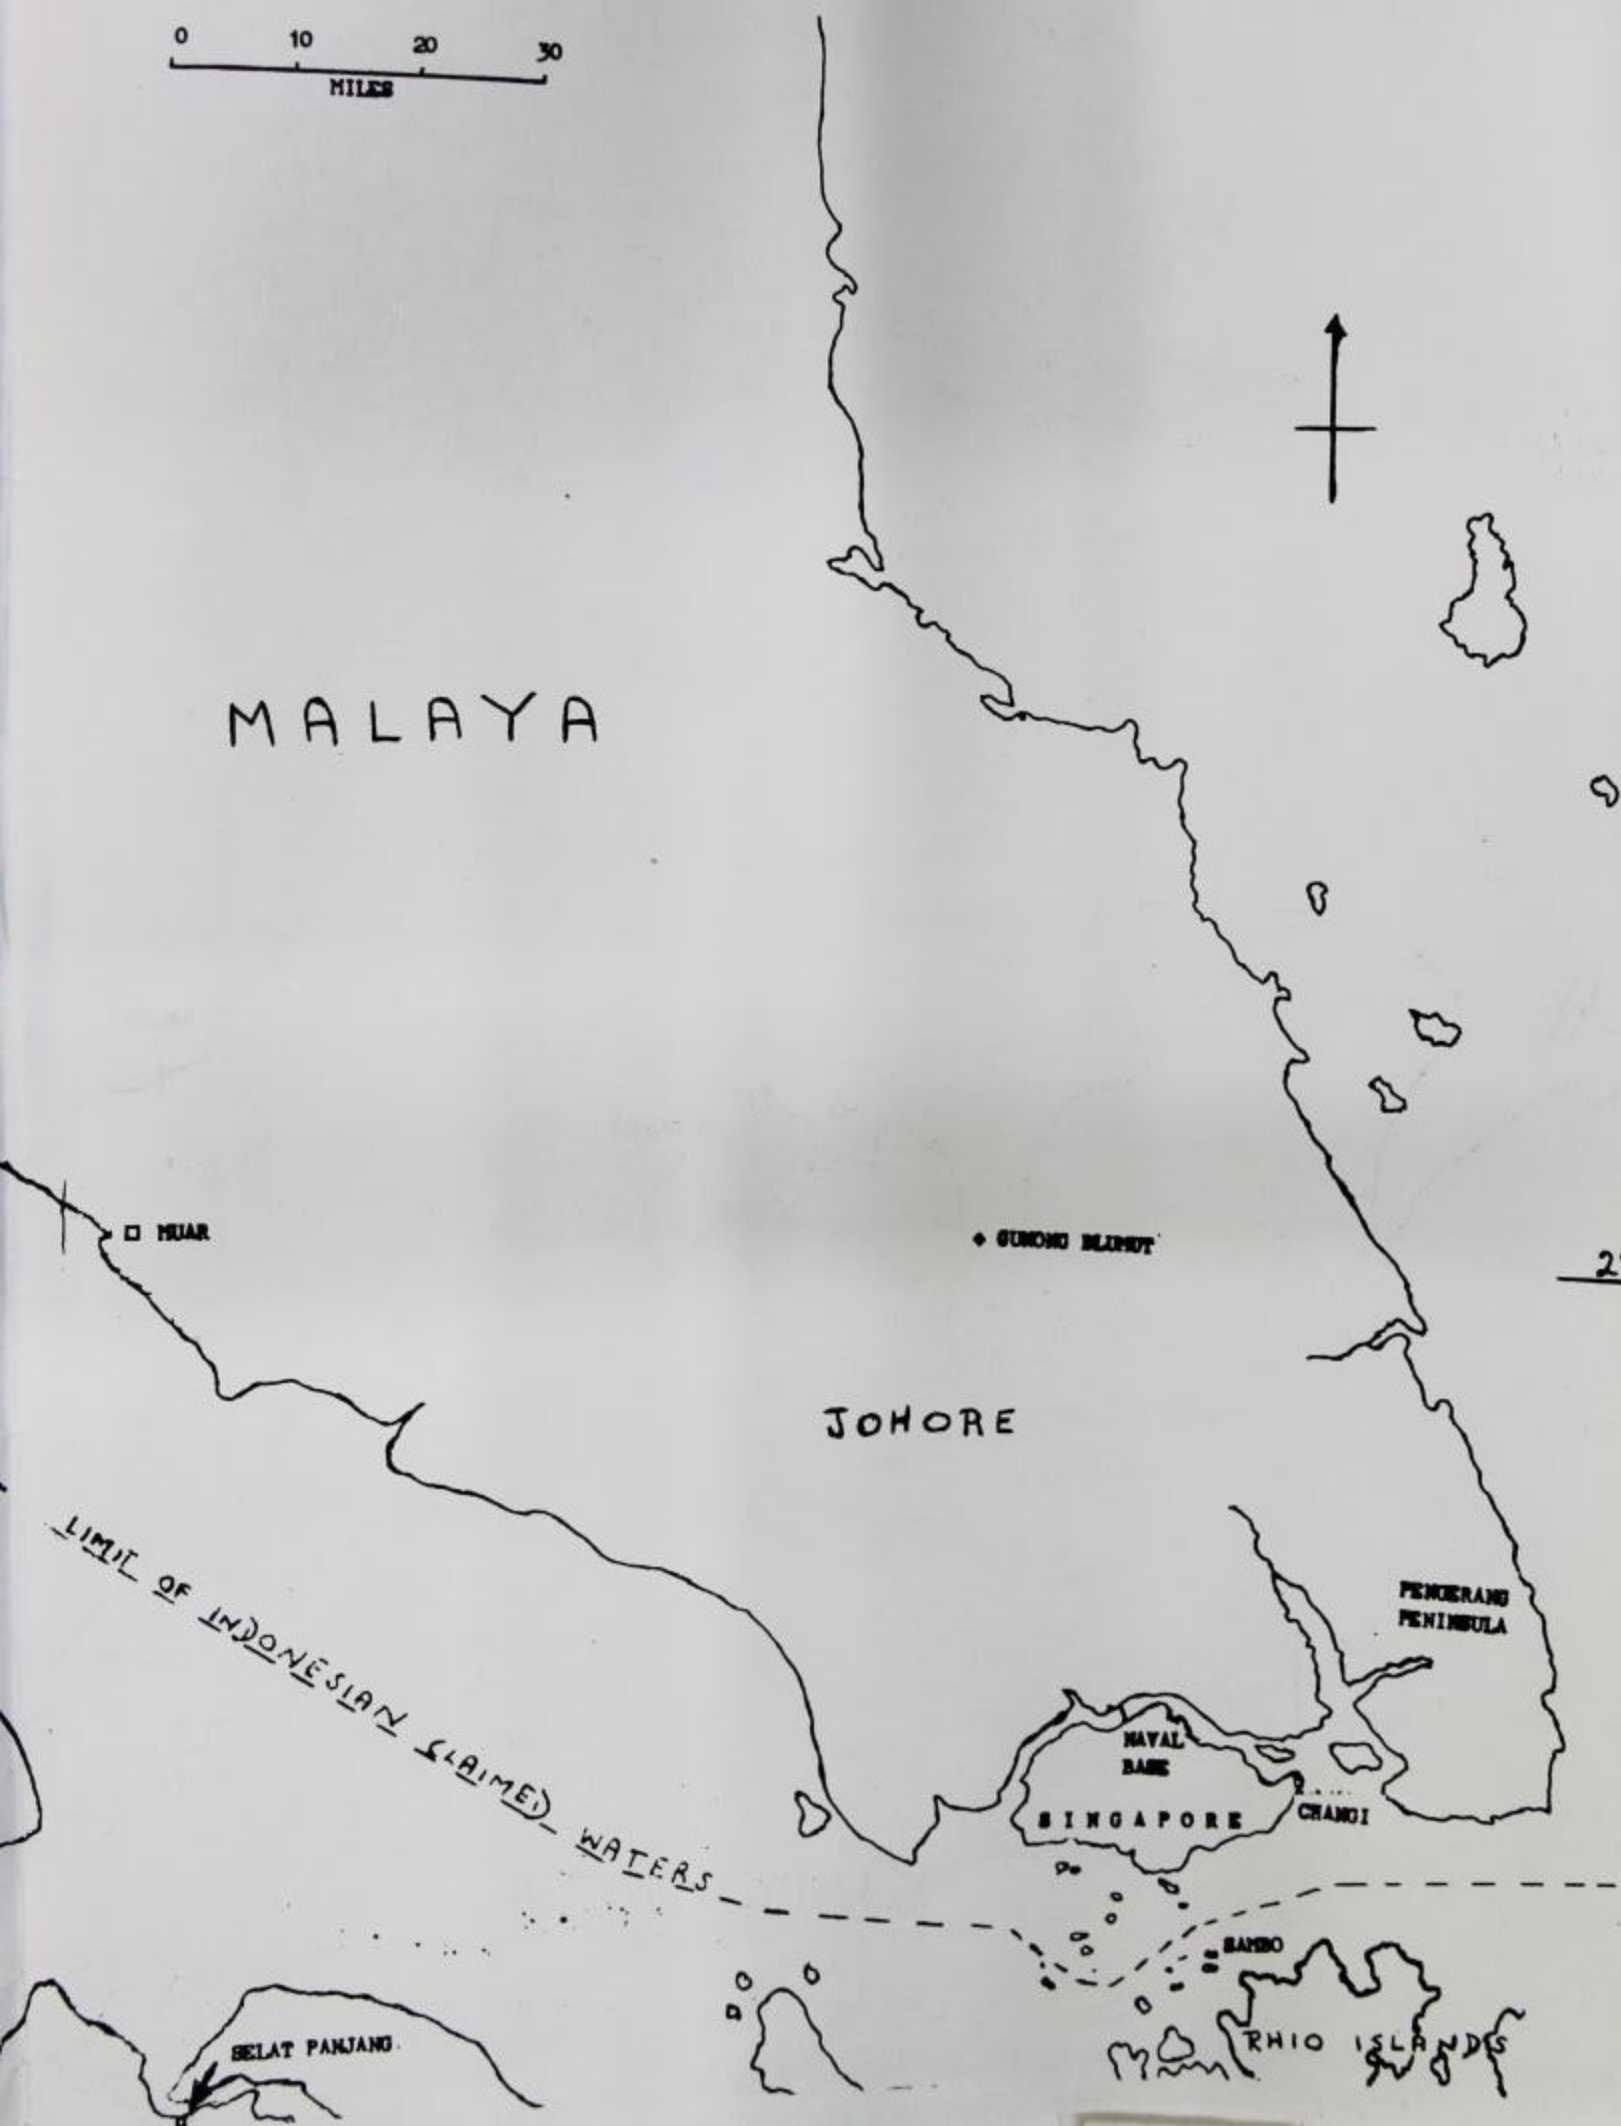 0 10 20 30
MILES
MALAYA
MUAR
GUNONG BLUMUT
JOHORE
LIMIT OF INDONESIAN CLAIMED WATERS
PENGERANG
PENINSULA
NAVAL
BASE
SINGAPORE
CHANGI
SAMBO
RHIO ISLANDS
SELAT PANJANG